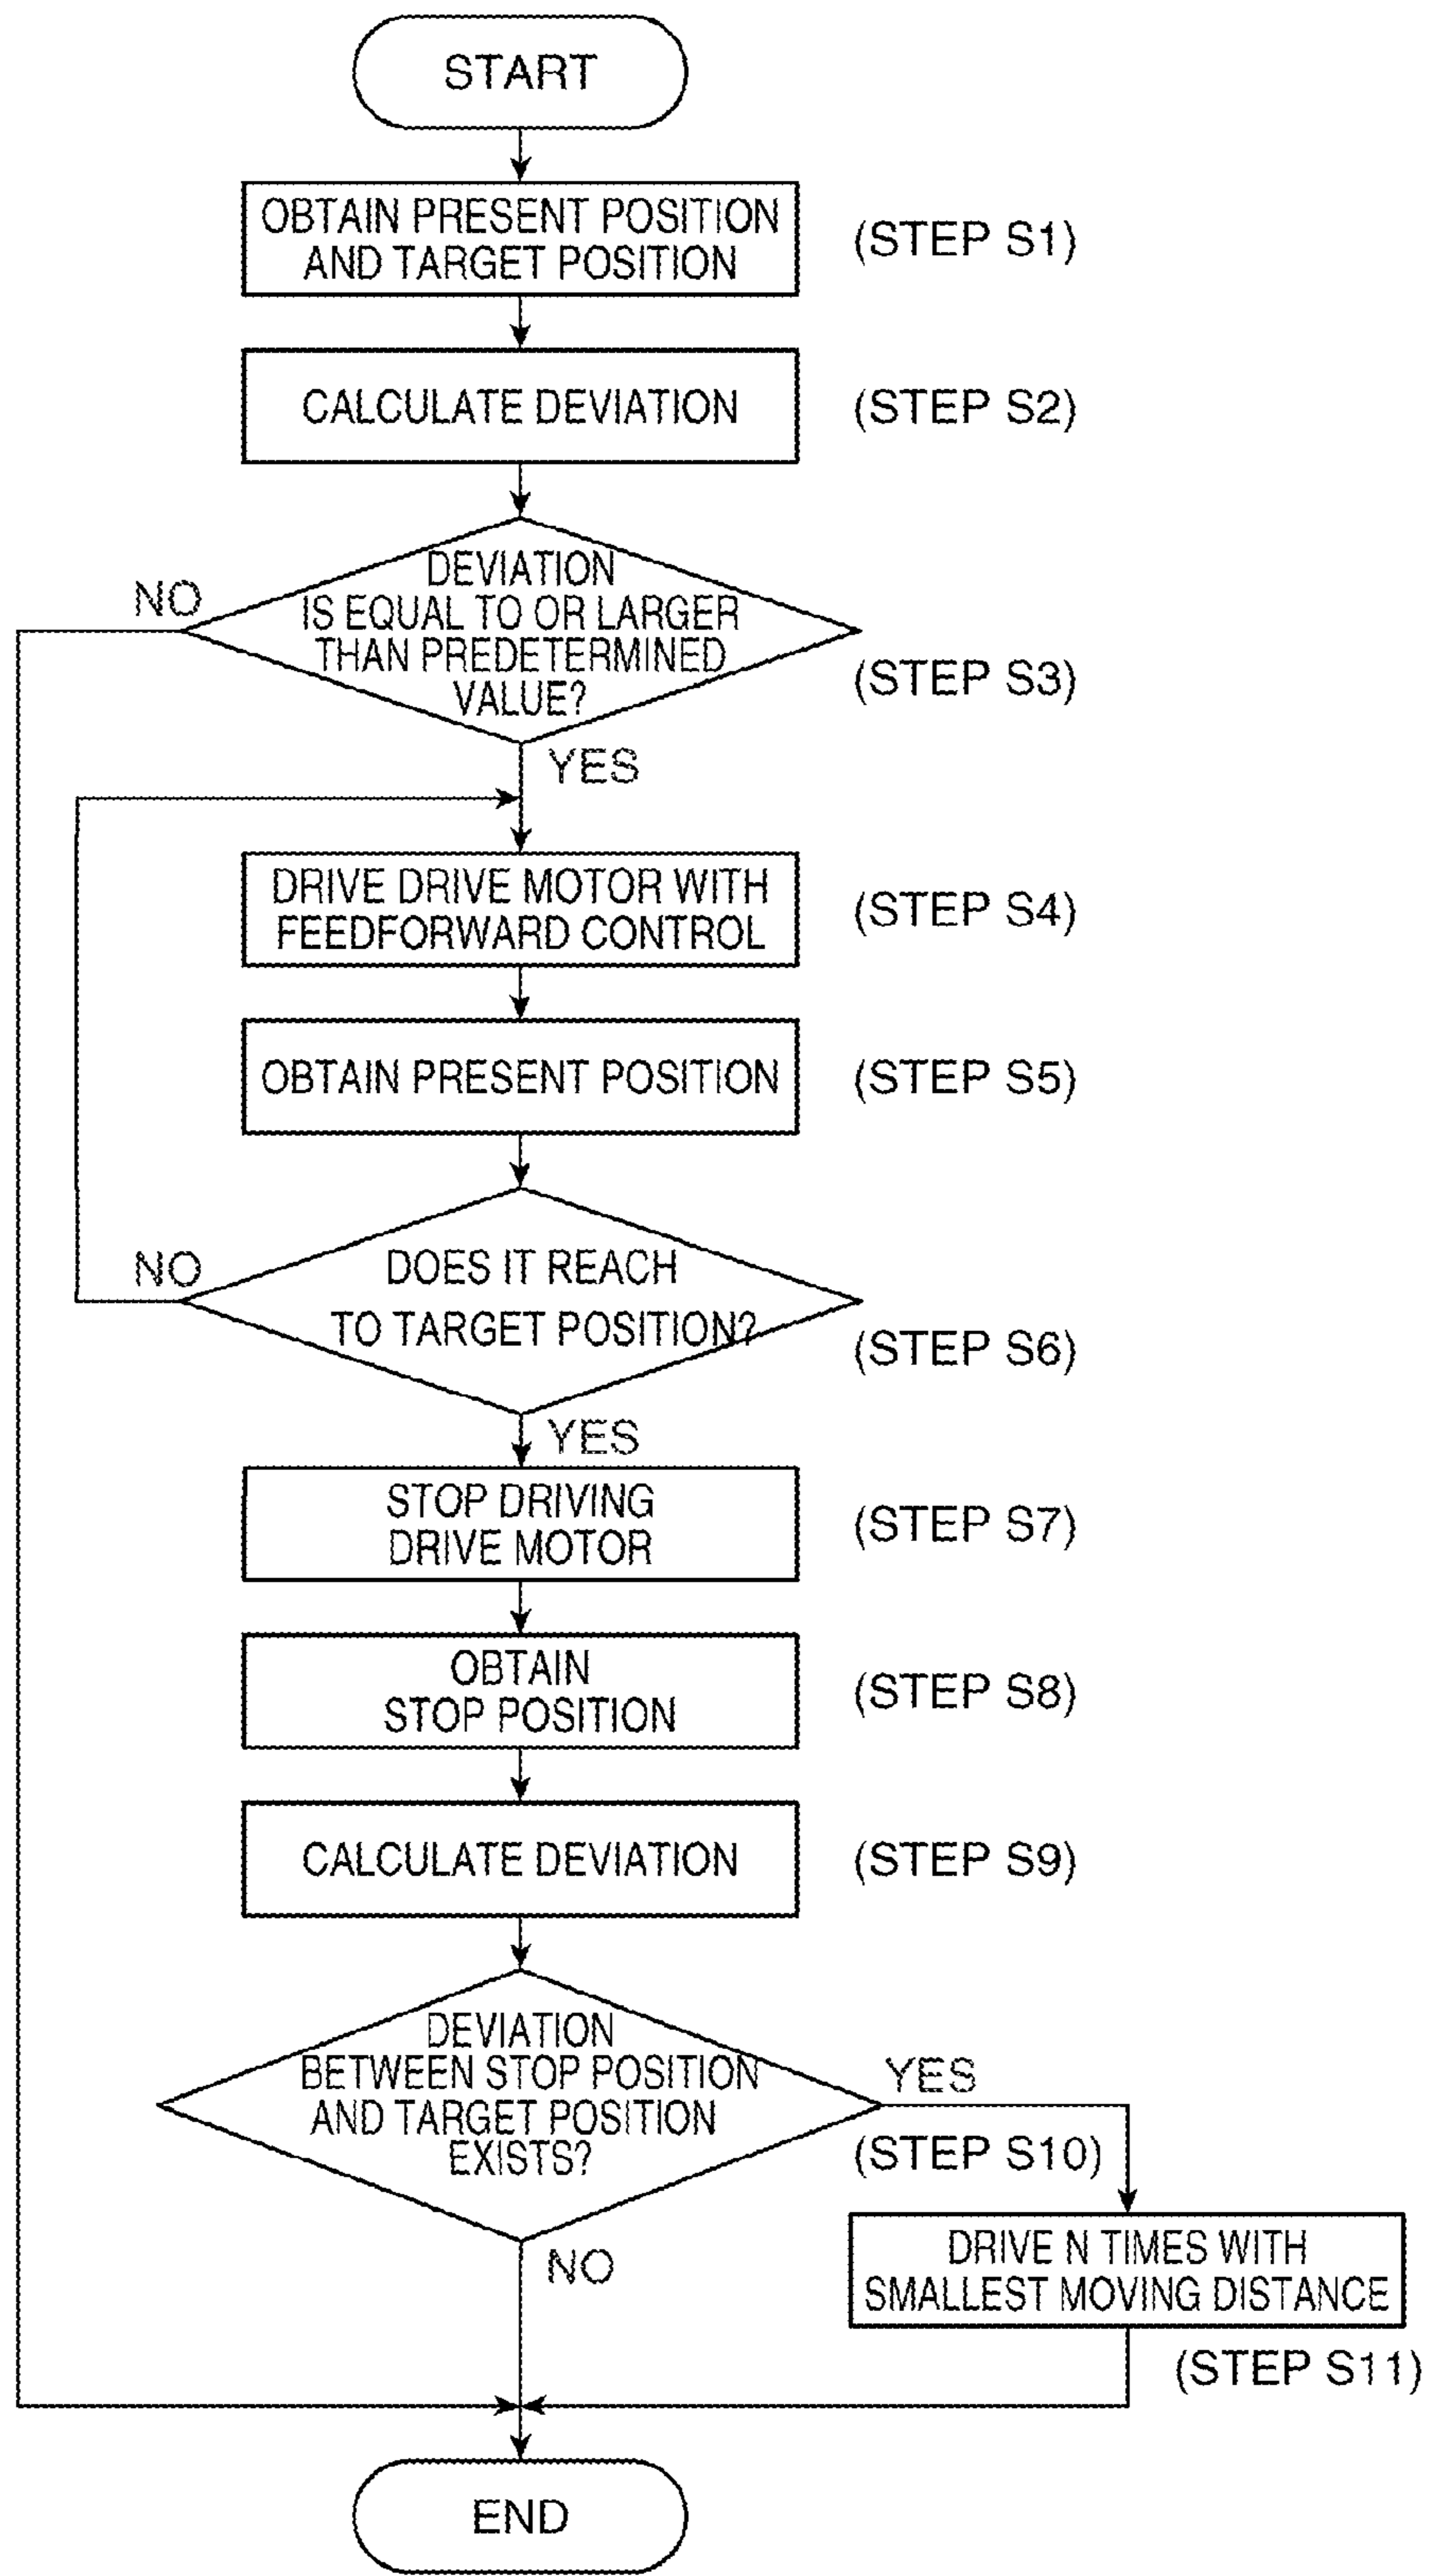 START
OBTAIN PRESENT POSITION
AND TARGET POSITION
(STEP S1)
CALCULATE DEVIATION
(STEP S2)
DEVIATION
IS EQUAL TO OR LARGER
THAN PREDETERMINED
VALUE?
NO
(STEP S3)
YES
DRIVE DRIVE MOTOR WITH
FEEDFORWARD CONTROL
(STEP S4)
OBTAIN PRESENT POSITION
(STEP S5)
DOES IT REACH
TO TARGET POSITION?
NO
(STEP S6)
YES
STOP DRIVING
DRIVE MOTOR
(STEP S7)
OBTAIN
STOP POSITION
(STEP S8)
CALCULATE DEVIATION
(STEP S9)
DEVIATION
BETWEEN STOP POSITION
AND TARGET POSITION
EXISTS?
YES
(STEP S10)
NO
DRIVE N TIMES WITH
SMALLEST MOVING DISTANCE
(STEP S11)
END